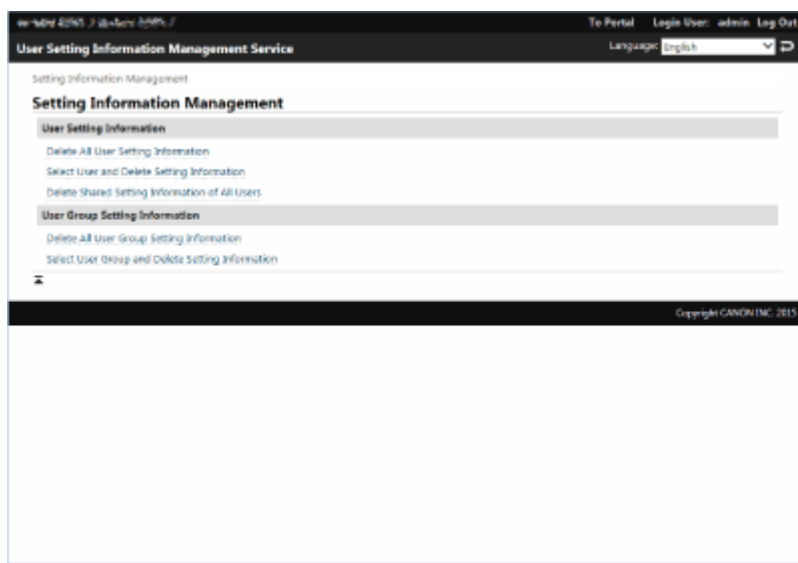 To Portal Login User: admin Log Out
User Setting Information Management Service Language: English
Setting Information Management
Setting Information Management
User Setting Information
Delete All User Setting Information
Select User and Delete Setting Information
Delete Shared Setting Information of All Users
User Group Setting Information
Delete All User Group Setting Information
Select User Group and Delete Setting Information
Copyright CANON INC. 2015